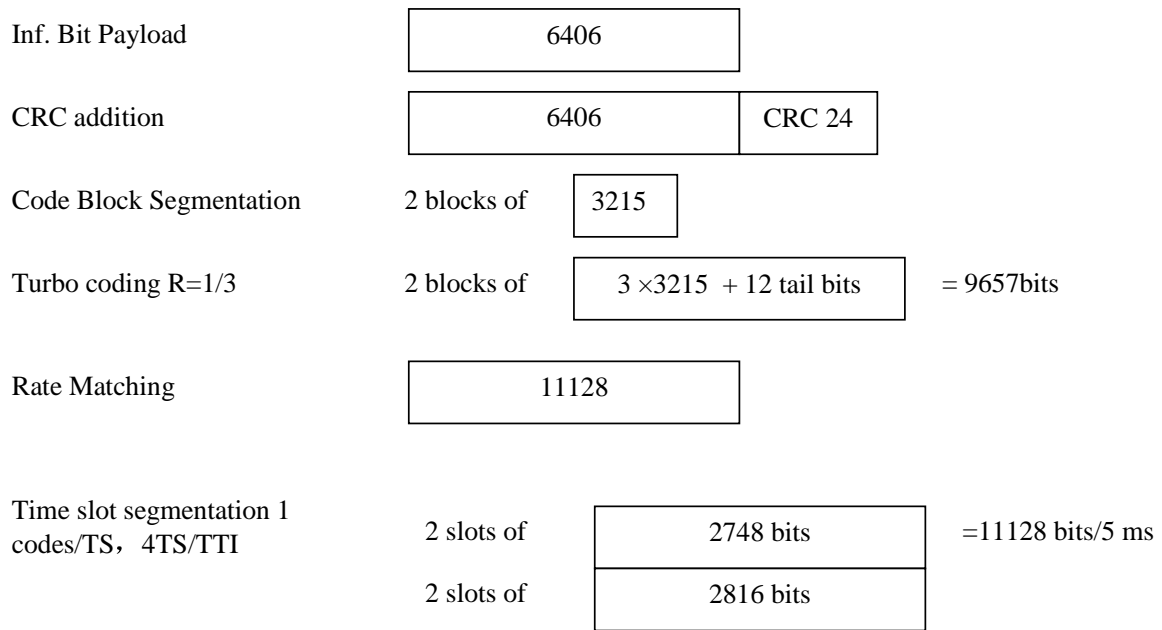 Inf. Bit Payload 6406
CRC addition 6406 CRC 24
Code Block Segmentation 2 blocks of 3215
Turbo coding R=1/3 2 blocks of 3 ×3215 + 12 tail bits = 9657bits
Rate Matching 11128
Time slot segmentation 1
codes/TS，4TS/TTI 2 slots of 2748 bits =11128 bits/5 ms
2 slots of 2816 bits